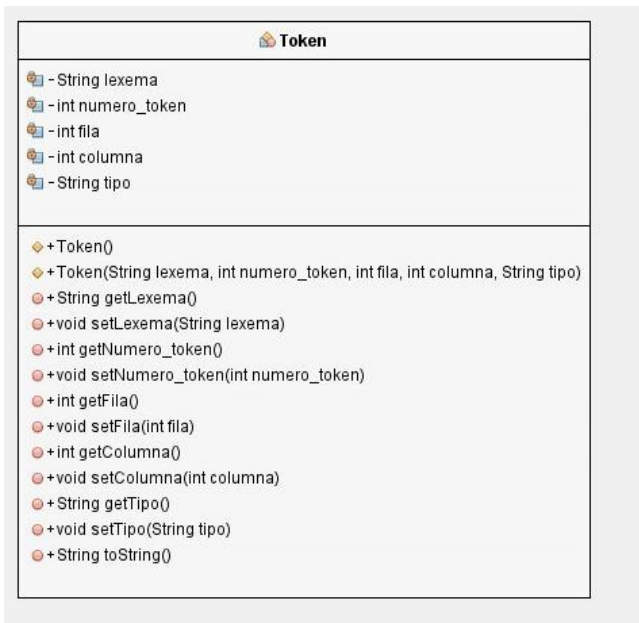 Token
- String lexema
- int numero_token
- int fila
- int columna
- String tipo
+ Token()
+ Token(String lexema, int numero_token, int fila, int columna, String tipo)
+ String getLexema()
+ void setLexema(String lexema)
+ int getNumero_token()
+ void setNumero_token(int numero_token)
+ int getFila()
+ void setFila(int fila)
+ int getColumna()
+ void setColumna(int columna)
+ String getTipo()
+ void setTipo(String tipo)
+ String toString()